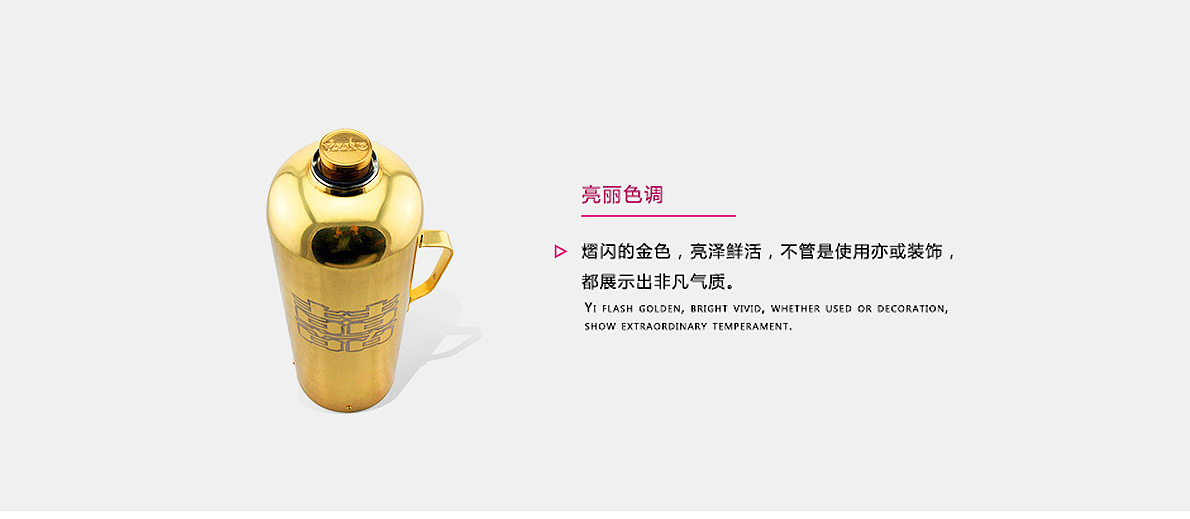 亮丽色调
熠闪的金色，亮泽鲜活，不管是使用亦或装饰，
都展示出非凡气质。
Yi flash golden, bright vivid, whether used or decoration,
show extraordinary temperament.
囍